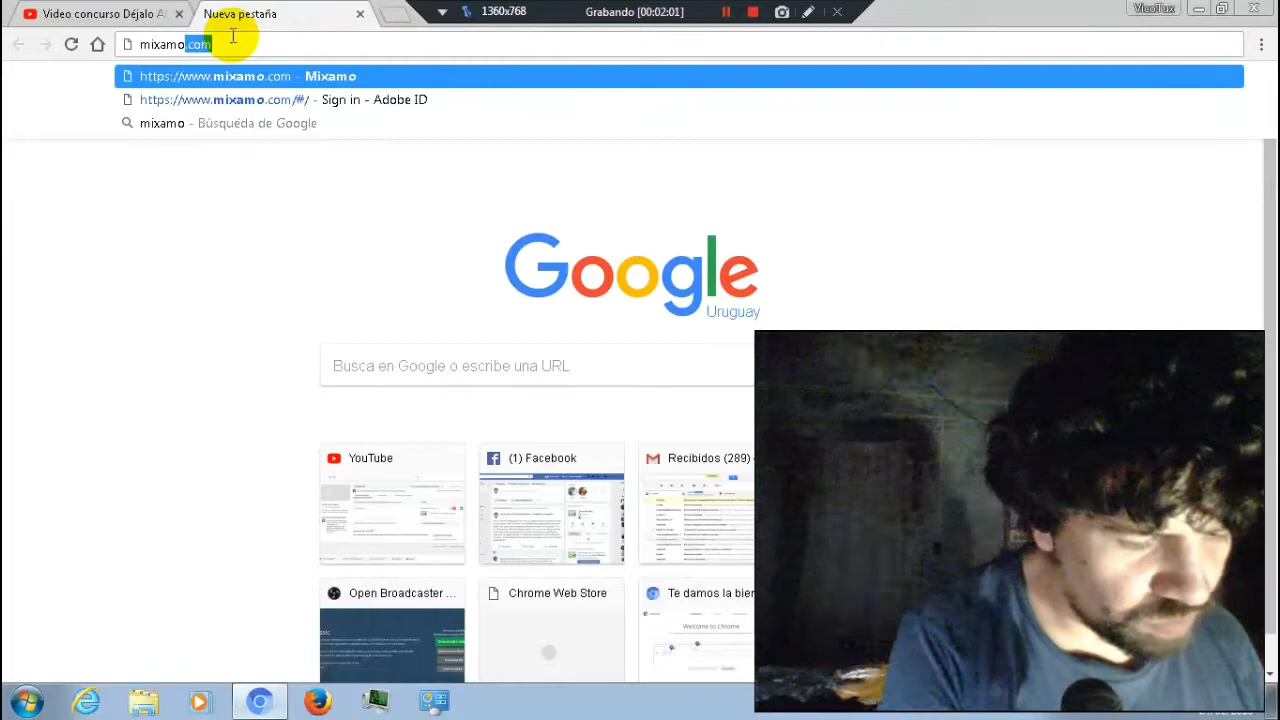 Video concurso Déjalo A
Nueva pestaña
1360x768
Grabando [00:02:01]
VicoTux
mixamo.com
https://www.mixamo.com - Mixamo
https://www.mixamo.com/#/ - Sign in - Adobe ID
mixamo - Búsqueda de Google
Google
Uruguay
Busca en Google o escribe una URL
YouTube
(1) Facebook
Recibidos (289) -
Open Broadcaster ...
Chrome Web Store
Te damos la bier
Welcome to Chrome